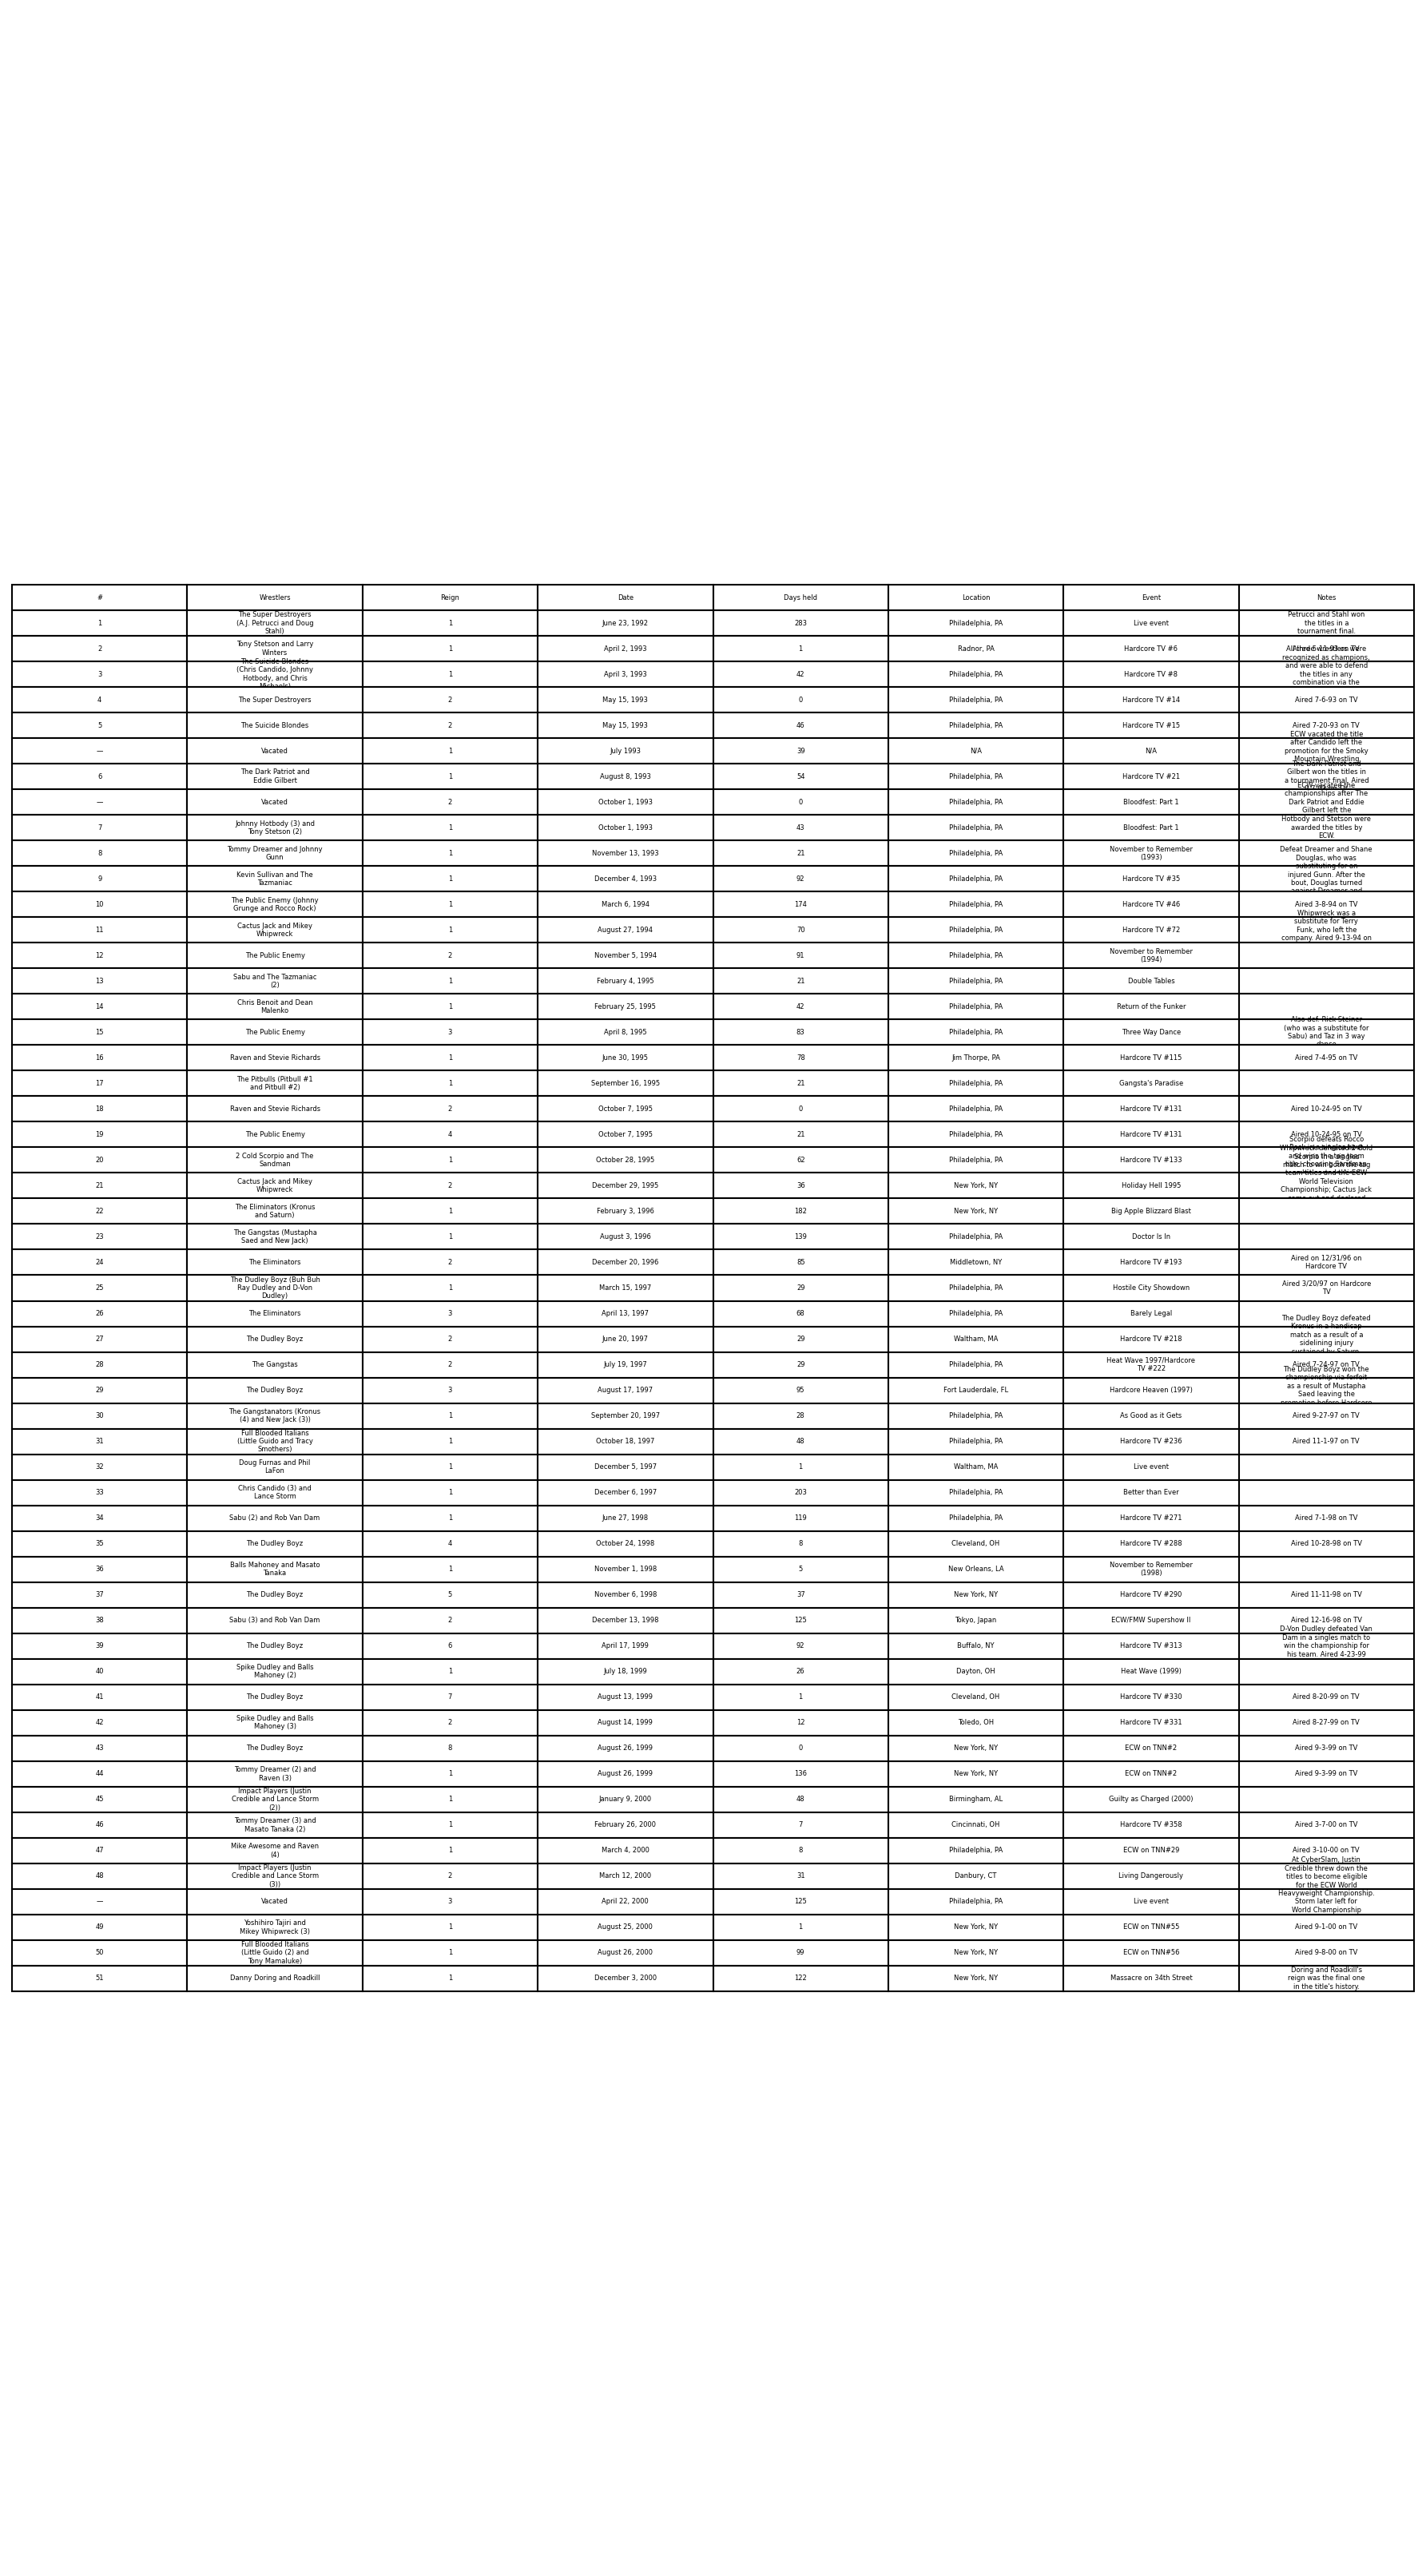 # Wrestlers Reign Date Days held Location Event Notes
The Super Destroyers Petrucci and Stahl won
1 (A.J. Petrucci and Doug 1 June 23, 1992 283 Philadelphia, PA Live event the titles in a
Stahl) tournament final.
2 Tony Stetson and Larry 1 April 2, 1993 1 Radnor, PA Hardcore TV #6
Winters
The Suicide Blondes recognized as champions,
3 (Chris Candido, Johnny 1 April 3, 1993 42 Philadelphia, PA Hardcore TV #8 and were able to defend
Hotbody, and Chris the titles in any
Michaels) combination via the
4 The Super Destroyers 2 May 15, 1993 0 Philadelphia, PA Hardcore TV #14 Aired 7-6-93 on TV
5 The Suicide Blondes 2 May 15, 1993 46 Philadelphia, PA Hardcore TV #15 Aired 7-20-93 on TV
ECW vacated the title
— Vacated 1 July 1993 39 N/A N/A after Candido left the
promotion for the Smoky
Mountain Wrestling.
The Dark Patriot and
6 The Dark Patriot and 1 August 8, 1993 54 Philadelphia, PA Hardcore TV #21 Gilbert won the titles in
Eddie Gilbert a tournament final. Aired
— Vacated 2 October 1, 1993 0 Philadelphia, PA Bloodfest: Part 1 championships after The
Dark Patriot and Eddie
Gilbert left the
7 Johnny Hotbody (3) and 1 October 1, 1993 43 Philadelphia, PA Bloodfest: Part 1 Hotbody and Stetson were
Tony Stetson (2) awarded the titles by
ECW.
8 Tommy Dreamer and Johnny 1 November 13, 1993 21 Philadelphia, PA November to Remember
Gunn (1993)
Defeat Dreamer and Shane
Douglas, who was
substituting for an
9 Kevin Sullivan and The 1 December 4, 1993 92 Philadelphia, PA Hardcore TV #35 injured Gunn. After the
Tazmaniac bout, Douglas turned
against Dreamer and
10 The Public Enemy (Johnny 1 March 6, 1994 174 Philadelphia, PA Hardcore TV #46 Aired 3-8-94 on TV
Grunge and Rocco Rock)
Whipwreck was a
11 Cactus Jack and Mikey 1 August 27, 1994 70 Philadelphia, PA Hardcore TV #72 substitute for Terry
Whipwreck Funk, who left the
company. Aired 9-13-94 on
12 The Public Enemy 2 November 5, 1994 91 Philadelphia, PA November to Remember
(1994)
13 Sabu and The Tazmaniac 1 February 4, 1995 21 Philadelphia, PA Double Tables
(2)
14 Chris Benoit and Dean 1 February 25, 1995 42 Philadelphia, PA Return of the Funker
Malenko
Also def. Rick Steiner
15 The Public Enemy 3 April 8, 1995 83 Philadelphia, PA Three Way Dance (who was a substitute for
Sabu) and Taz in 3 way
dance
16 Raven and Stevie Richards 1 June 30, 1995 78 Jim Thorpe, PA Hardcore TV #115 Aired 7-4-95 on TV
17 The Pitbulls (Pitbull #1 1 September 16, 1995 21 Philadelphia, PA Gangsta's Paradise
and Pitbull #2)
18 Raven and Stevie Richards 2 October 7, 1995 0 Philadelphia, PA Hardcore TV #131 Aired 10-24-95 on TV
19 The Public Enemy 4 October 7, 1995 21 Philadelphia, PA Hardcore TV #131 Aired 10-24-95 on TV
Scorpio defeats Rocco
20 2 Cold Scorpio and The 1 October 28, 1995 62 Philadelphia, PA Hardcore TV #133
Sandman
21 Cactus Jack and Mikey 2 December 29, 1995 36 New York, NY Holiday Hell 1995 World Television
Whipwreck Championship; Cactus Jack
came out and declared
22 The Eliminators (Kronus 1 February 3, 1996 182 New York, NY Big Apple Blizzard Blast
and Saturn)
23 The Gangstas (Mustapha 1 August 3, 1996 139 Philadelphia, PA Doctor Is In
Saed and New Jack)
24 The Eliminators 2 December 20, 1996 85 Middletown, NY Hardcore TV #193 Aired on 12/31/96 on
Hardcore TV
25 The Dudley Boyz (Buh Buh 1 March 15, 1997 29 Philadelphia, PA Hostile City Showdown Aired 3/20/97 on Hardcore
Ray Dudley and D-Von TV
Dudley)
26 The Eliminators 3 April 13, 1997 68 Philadelphia, PA Barely Legal
The Dudley Boyz defeated
Kronus in a handicap
27 The Dudley Boyz 2 June 20, 1997 29 Waltham, MA Hardcore TV #218 match as a result of a
sidelining injury
sustained by Saturn.
28 The Gangstas 2 July 19, 1997 29 Philadelphia, PA Heat Wave 1997/Hardcore Aired 7-24-97 on TV
TV #222
The Dudley Boyz won the
championship via forfeit
29 The Dudley Boyz 3 August 17, 1997 95 Fort Lauderdale, FL Hardcore Heaven (1997) as a result of Mustapha
Saed leaving the
promotion before Hardcore
30 The Gangstanators (Kronus 1 September 20, 1997 28 Philadelphia, PA As Good as it Gets Aired 9-27-97 on TV
(4) and New Jack (3))
31 Full Blooded Italians 1 October 18, 1997 48 Philadelphia, PA Hardcore TV #236 Aired 11-1-97 on TV
(Little Guido and Tracy
Smothers)
32 Doug Furnas and Phil 1 December 5, 1997 1 Waltham, MA Live event
LaFon
33 Chris Candido (3) and 1 December 6, 1997 203 Philadelphia, PA Better than Ever
Lance Storm
34 Sabu (2) and Rob Van Dam 1 June 27, 1998 119 Philadelphia, PA Hardcore TV #271 Aired 7-1-98 on TV
35 The Dudley Boyz 4 October 24, 1998 8 Cleveland, OH Hardcore TV #288 Aired 10-28-98 on TV
36 Balls Mahoney and Masato 1 November 1, 1998 5 New Orleans, LA November to Remember
Tanaka (1998)
37 The Dudley Boyz 5 November 6, 1998 37 New York, NY Hardcore TV #290 Aired 11-11-98 on TV
38 Sabu (3) and Rob Van Dam 2 December 13, 1998 125 Tokyo, Japan ECW/FMW Supershow II Aired 12-16-98 on TV
D-Von Dudley defeated Van
39 The Dudley Boyz 6 April 17, 1999 92 Buffalo, NY Hardcore TV #313 Dam in a singles match to
win the championship for
his team. Aired 4-23-99
40 Spike Dudley and Balls 1 July 18, 1999 26 Dayton, OH Heat Wave (1999)
Mahoney (2)
41 The Dudley Boyz 7 August 13, 1999 1 Cleveland, OH Hardcore TV #330 Aired 8-20-99 on TV
42 Spike Dudley and Balls 2 August 14, 1999 12 Toledo, OH Hardcore TV #331 Aired 8-27-99 on TV
Mahoney (3)
43 The Dudley Boyz 8 August 26, 1999 0 New York, NY ECW on TNN#2 Aired 9-3-99 on TV
44 Tommy Dreamer (2) and 1 August 26, 1999 136 New York, NY ECW on TNN#2 Aired 9-3-99 on TV
Raven (3)
45 Impact Players (Justin 1 January 9, 2000 48 Birmingham, AL Guilty as Charged (2000)
Credible and Lance Storm
(2))
46 Tommy Dreamer (3) and 1 February 26, 2000 7 Cincinnati, OH Hardcore TV #358 Aired 3-7-00 on TV
Masato Tanaka (2)
47 Mike Awesome and Raven 1 March 4, 2000 8 Philadelphia, PA ECW on TNN#29 Aired 3-10-00 on TV
(4)
48 Impact Players (Justin 2 March 12, 2000 31 Danbury, CT Living Dangerously
Credible and Lance Storm
(3))
At CyberSlam, Justin
Credible threw down the
titles to become eligible
for the ECW World
— Vacated 3 April 22, 2000 125 Philadelphia, PA Live event Heavyweight Championship.
Storm later left for
World Championship
49 Yoshihiro Tajiri and 1 August 25, 2000 1 New York, NY ECW on TNN#55 Aired 9-1-00 on TV
Mikey Whipwreck (3)
50 Full Blooded Italians 1 August 26, 2000 99 New York, NY ECW on TNN#56 Aired 9-8-00 on TV
(Little Guido (2) and
Tony Mamaluke)
51 Danny Doring and Roadkill 1 December 3, 2000 122 New York, NY Massacre on 34th Street Doring and Roadkill's
reign was the final one
in the title's history.